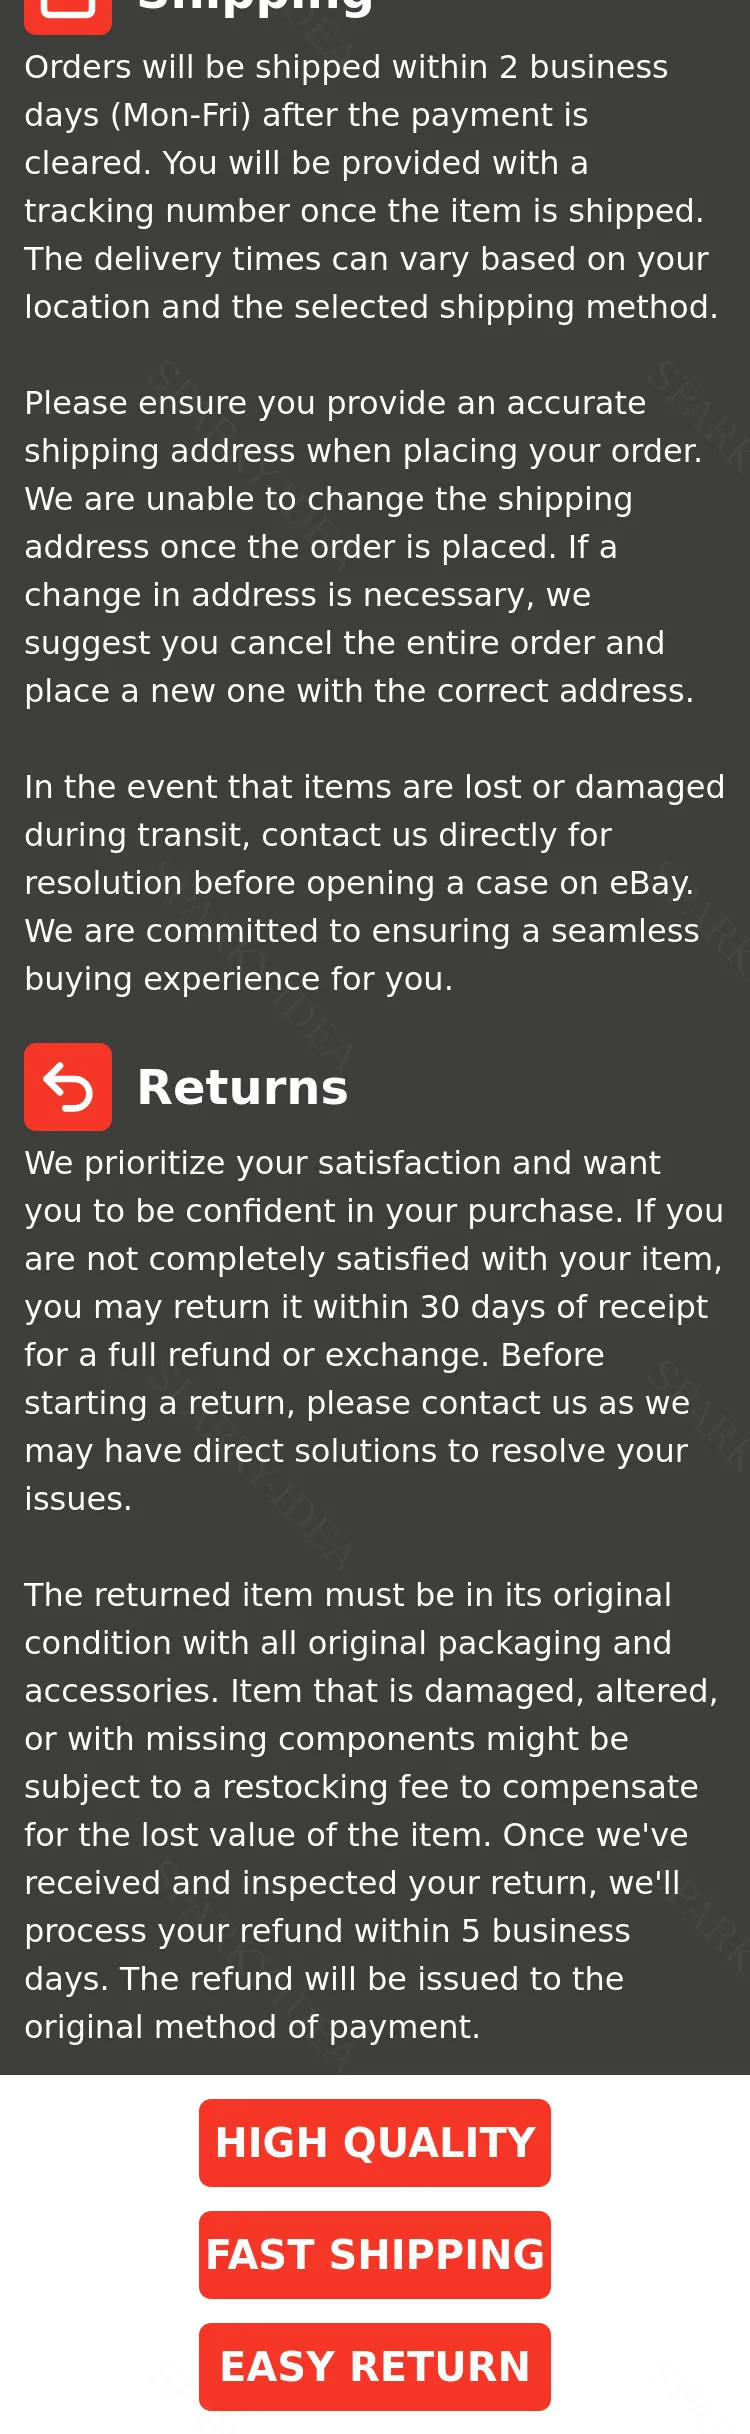 Shipping
Orders will be shipped within 2 business
days (Mon-Fri) after the payment is
cleared. You will be provided with a
tracking number once the item is shipped.
The delivery times can vary based on your
location and the selected shipping method.
Please ensure you provide an accurate
shipping address when placing your order.
We are unable to change the shipping
address once the order is placed. If a
change in address is necessary, we
suggest you cancel the entire order and
place a new one with the correct address.
In the event that items are lost or damaged
during transit, contact us directly for
resolution before opening a case on eBay.
We are committed to ensuring a seamless
buying experience for you.
Returns
We prioritize your satisfaction and want
you to be confident in your purchase. If you
are not completely satisfied with your item,
you may return it within 30 days of receipt
for a full refund or exchange. Before
starting a return, please contact us as we
may have direct solutions to resolve your
issues.
The returned item must be in its original
condition with all original packaging and
accessories. Item that is damaged, altered,
or with missing components might be
subject to a restocking fee to compensate
for the lost value of the item. Once we've
received and inspected your return, we'll
process your refund within 5 business
days. The refund will be issued to the
original method of payment.
HIGH QUALITY
FAST SHIPPING
EASY RETURN
SPARKY-IDEA